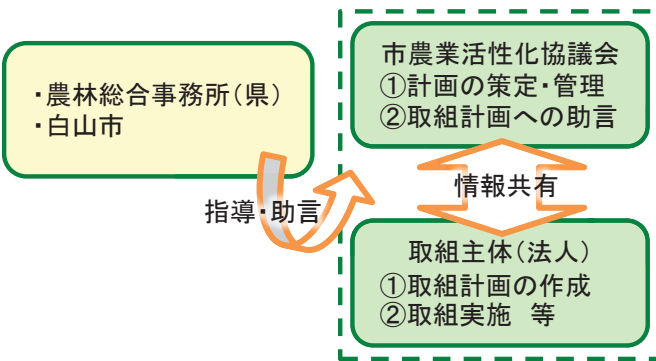 ・農林総合事務所（県）
・白山市
指導・助言
市農業活性化協議会
①計画の策定・管理
②取組計画への助言
情報共有
取組主体（法人）
①取組計画の作成
②取組実施　等